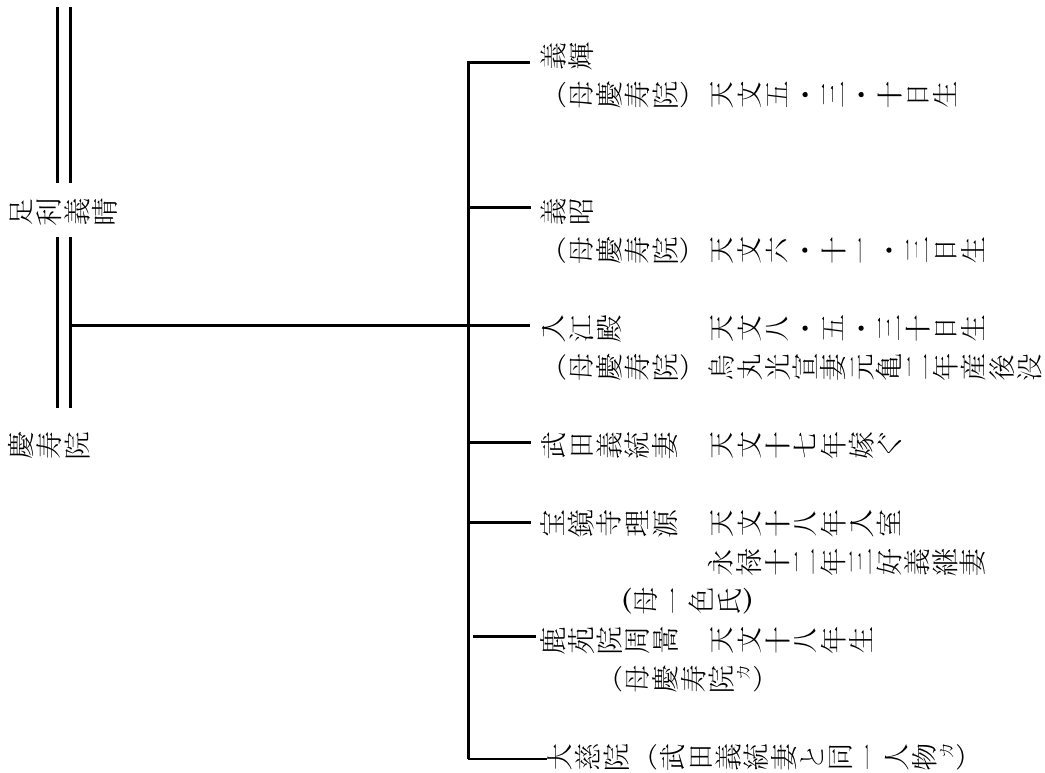 足利義晴
慶寿院
義輝
(母慶寿院) 天文五・三・十日生
義昭
(母慶寿院) 天文六・十一・三日生
入江殿 天文八・五・三十日生
(母慶寿院) 烏丸光宣妻元亀二年産後没
武田義統妻 天文十七年嫁ぐ
宝鏡寺理源 天文十八年入室
永禄十二年三好義継妻
(母一色氏)
鹿苑院周暠 天文十八年生
(母慶寿院カ)
大慈院 (武田義統妻と同一人物カ)